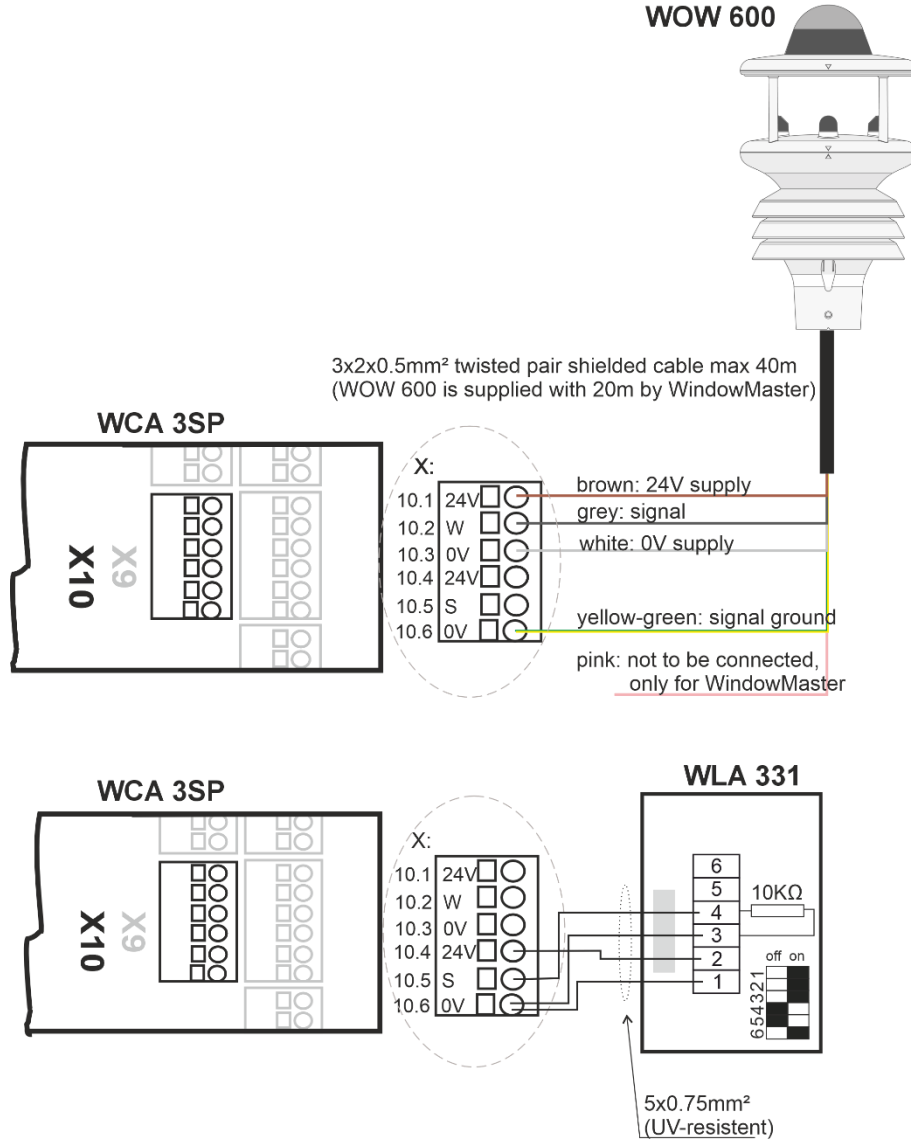 WOW 600
3x2x0.5mm² twisted pair shielded cable max 40m
(WOW 600 is supplied with 20m by WindowMaster)
WCA 3SP
X10
X9
X:
10.1 24V
10.2 W
10.3 0V
10.4 24V
10.5 S
10.6 0V
brown: 24V supply
grey: signal
white: 0V supply
yellow-green: signal ground
pink: not to be connected,
only for WindowMaster
WCA 3SP
X10
X9
X:
10.1 24V
10.2 W
10.3 0V
10.4 24V
10.5 S
10.6 0V
WLA 331
6
5
4
3
2
1
10KΩ
off on
654321
5x0.75mm²
(UV-resistent)